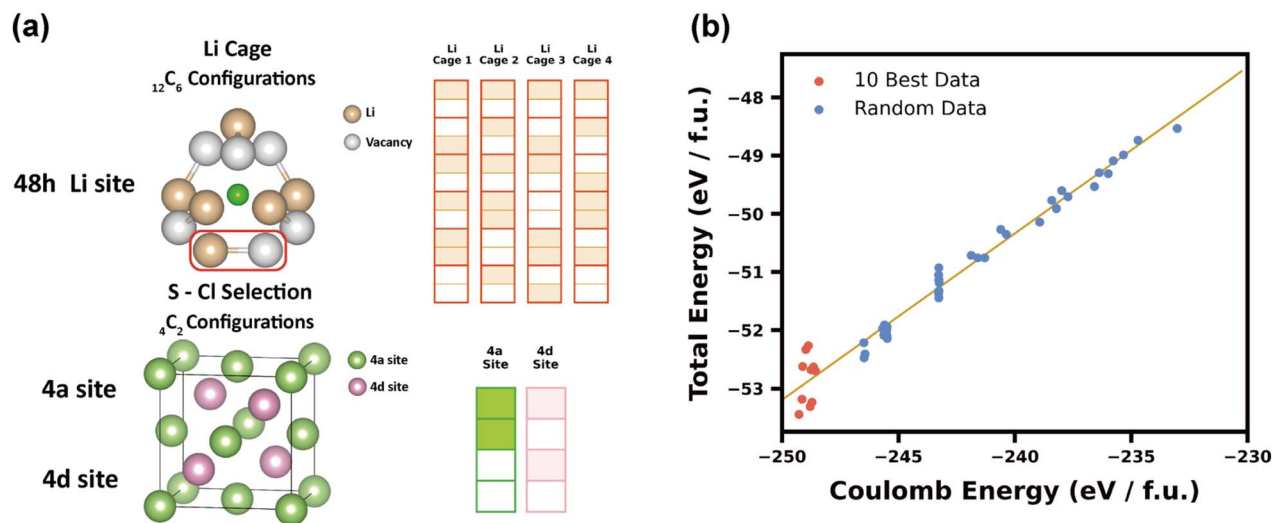 (a)
Li Cage
₁₂C₆ Configurations
Li
Vacancy
48h Li site
S - Cl Selection
₄C₂ Configurations
4a site
4d site
4a site
4d site
Li
Cage 1
Li
Cage 2
Li
Cage 3
Li
Cage 4
4a
Site
4d
Site
(b)
10 Best Data
Random Data
Total Energy (eV / f.u.)
−48
−49
−50
−51
−52
−53
−250
−245
−240
−235
−230
Coulomb Energy (eV / f.u.)